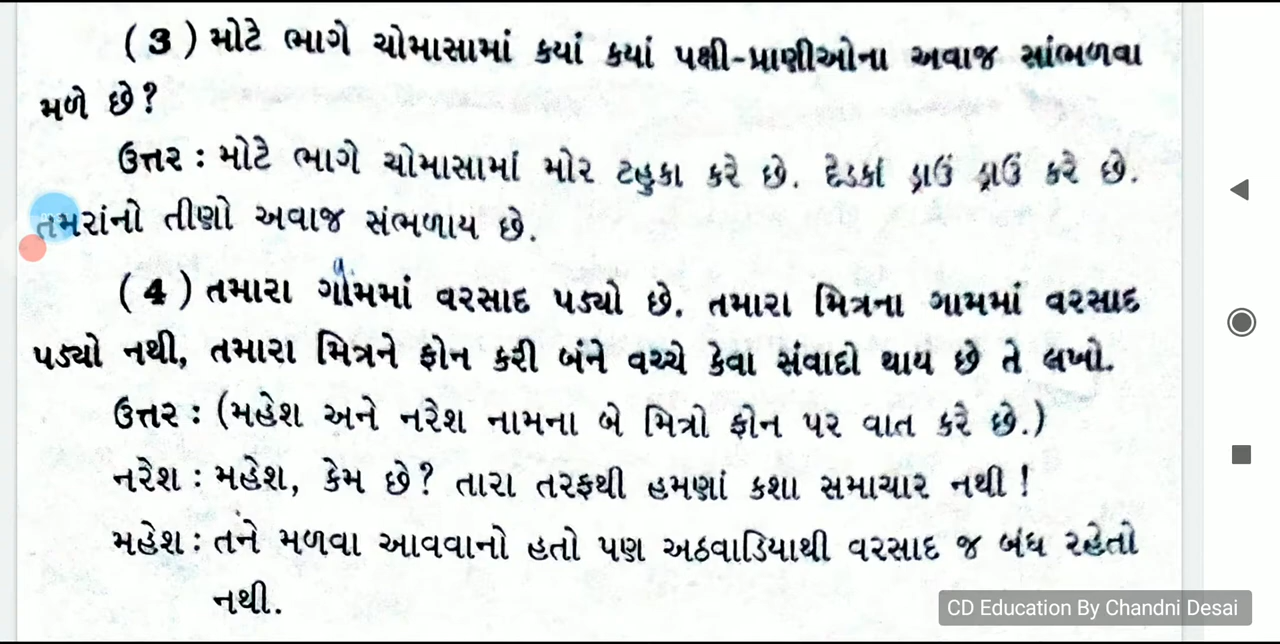 (3) મોટે ભાગે ચોમાસામાં કયાં કયાં પક્ષી-પ્રાણીઓના અવાજ સાંભળવા
મળે છે?
ઉત્તર : મોટે ભાગે ચોમાસામાં મોર ટહુકા કરે છે. દેડકાં ડ્રાઉં ડ્રાઉં કરે છે.
તમરાંનો તીણો અવાજ સંભળાય છે.
(4) તમારા ગામમાં વરસાદ પડ્યો છે. તમારા મિત્રના ગામમાં વરસાદ
પડ્યો નથી, તમારા મિત્રને ફોન કરી બંને વચ્ચે કેવા સંવાદો થાય છે તે લખો.
ઉત્તર : (મહેશ અને નરેશ નામના બે મિત્રો ફોન પર વાત કરે છે.)
નરેશ : મહેશ, કેમ છે? તારા તરફથી હમણાં કશા સમાચાર નથી !
મહેશ : તને મળવા આવવાનો હતો પણ અઠવાડિયાથી વરસાદ જ બંધ રહેતો
નથી.
CD Education By Chandni Desai